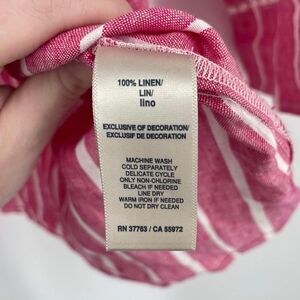 100% LINEN/
LIN/
lino
EXCLUSIVE OF DECORATION/
EXCLUSIF DE DECORATION
MACHINE WASH
COLD SEPARATELY
DELICATE CYCLE
ONLY NON-CHLORINE
BLEACH IF NEEDED
LINE DRY
WARM IRON IF NEEDED
DO NOT DRY CLEAN
RN 37763 / CA 55972